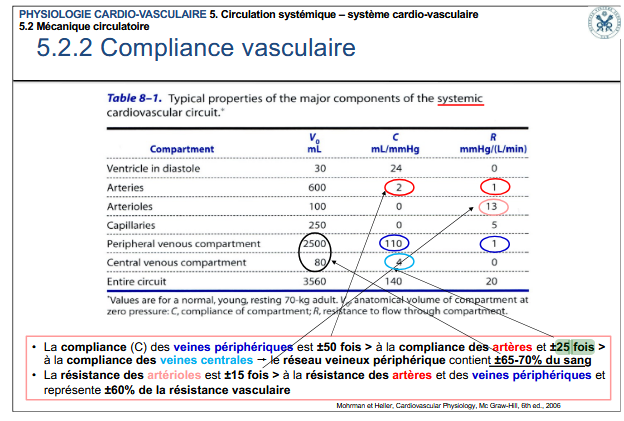 PHYSIOLOGIE CARDIO-VASCULAIRE 5. Circulation systémique – système cardio-vasculaire
5.2 Mécanique circulatoire
5.2.2 Compliance vasculaire
Table 8–1. Typical properties of the major components of the systemic
cardiovascular circuit.*
V₀ C R
Compartment mL mL/mmHg mmHg/(L/min)
Ventricle in diastole 30 24 0
Arteries 600 2 1
Arterioles 100 0 13
Capillaries 250 0 5
Peripheral venous compartment 2500 110 1
Central venous compartment 80 4 0
Entire circuit 3560 140 20
*Values are for a normal, young, resting 70-kg adult. V₀, anatomical volume of compartment at
zero pressure: C, compliance of compartment; R, resistance to flow through compartment.
• La compliance (C) des veines périphériques est ±50 fois > à la compliance des artères et ±25 fois >
à la compliance des veines centrales → le réseau veineux périphérique contient ±65-70% du sang
• La résistance des artérioles est ±15 fois > à la résistance des artères et des veines périphériques et
représente ±60% de la résistance vasculaire
Mohrman et Heller, Cardiovascular Physiology, Mc Graw-Hill, 6th ed., 2006